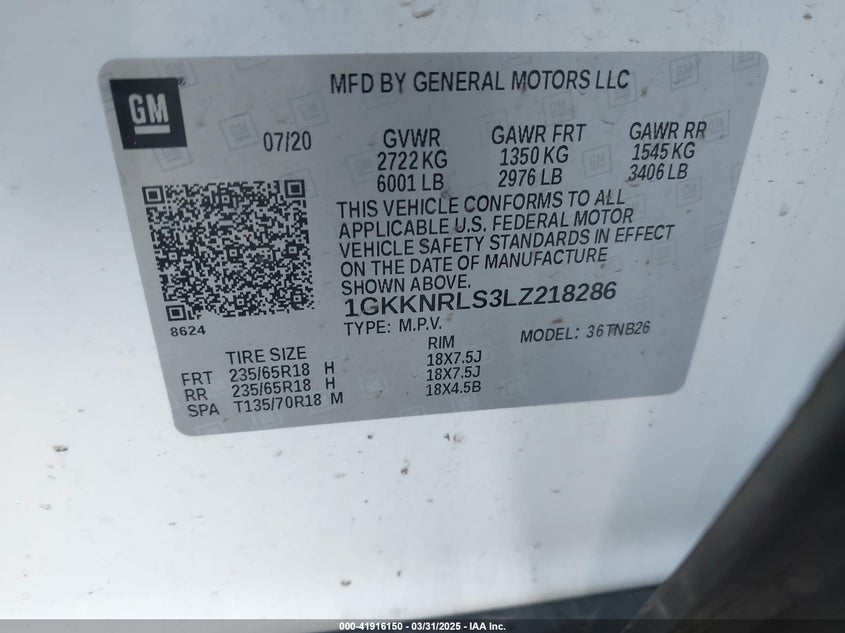 GM
MFD BY GENERAL MOTORS LLC
07/20
GVWR
2722 KG
6001 LB
GAWR FRT
1350 KG
2976 LB
GAWR RR
1545 KG
3406 LB
THIS VEHICLE CONFORMS TO ALL
APPLICABLE U.S. FEDERAL MOTOR
VEHICLE SAFETY STANDARDS IN EFFECT
ON THE DATE OF MANUFACTURE
SHOWN ABOVE.
1GKKNRLS3LZ218286
TYPE: M.P.V.
MODEL: 36TNB26
8624
TIRE SIZE
RIM
FRT 235/65R18 H 18X7.5J
RR 235/65R18 H 18X7.5J
SPA T135/70R18 M 18X4.5B
000-41916150 — 03/31/2025 — IAA Inc.